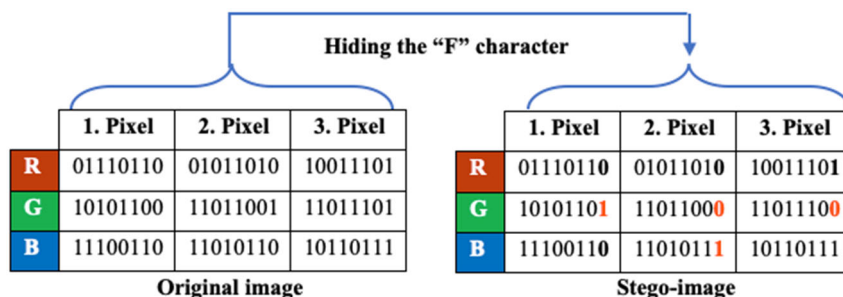 Hiding the “F” character
1. Pixel 2. Pixel 3. Pixel
R 01110110 01011010 10011101
G 10101100 11011001 11011101
B 11100110 11010110 10110111
Original image
1. Pixel 2. Pixel 3. Pixel
R 01110110 01011010 10011101
G 10101101 11011000 11011100
B 11100110 11010111 10110111
Stego-image